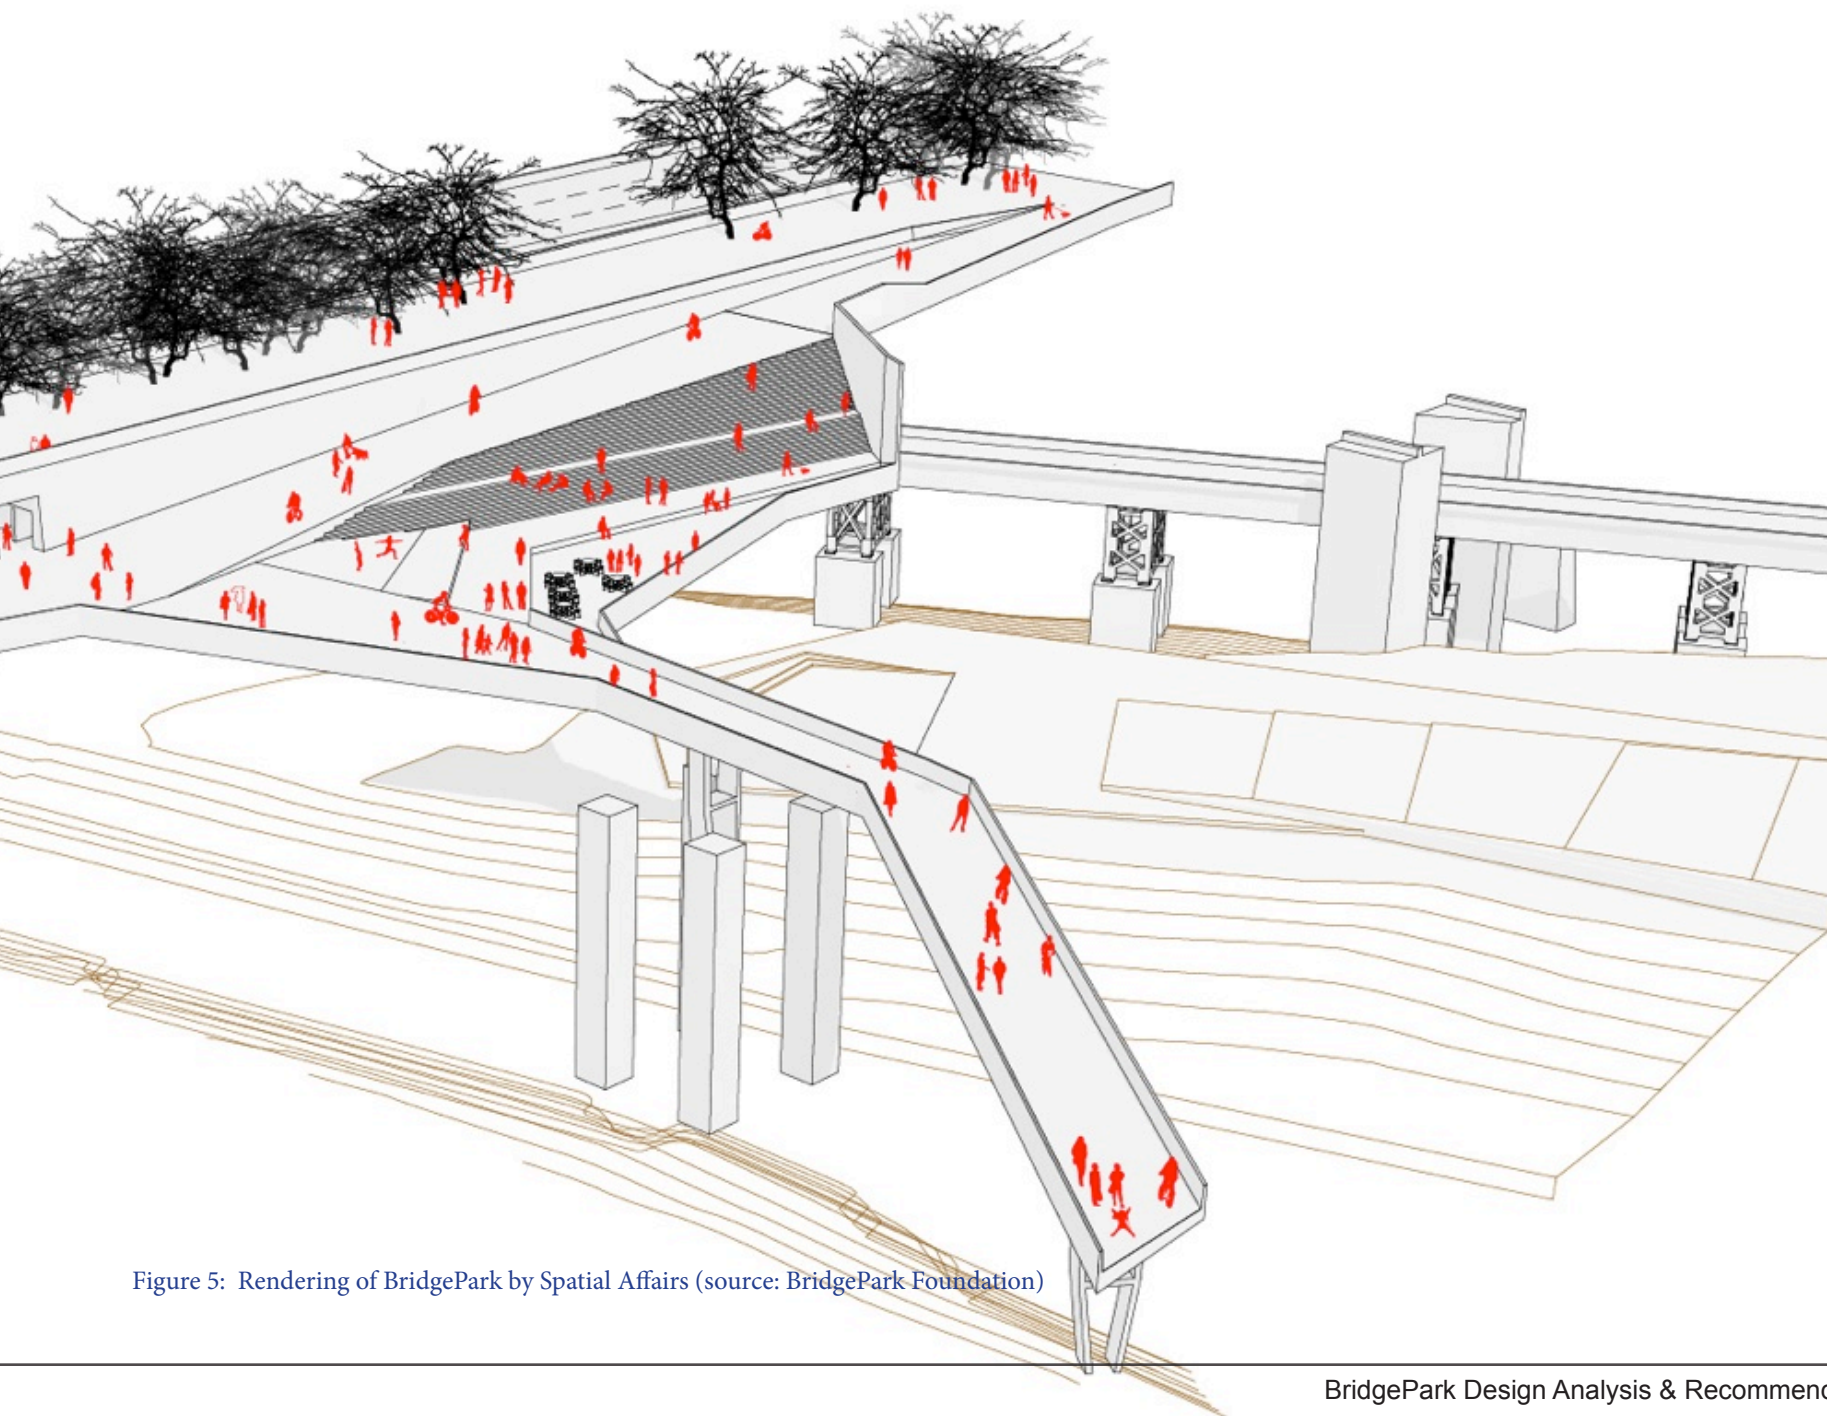 Figure 5:  Rendering of BridgePark by Spatial Affairs (source: BridgePark Foundation)
BridgePark Design Analysis & Recommend